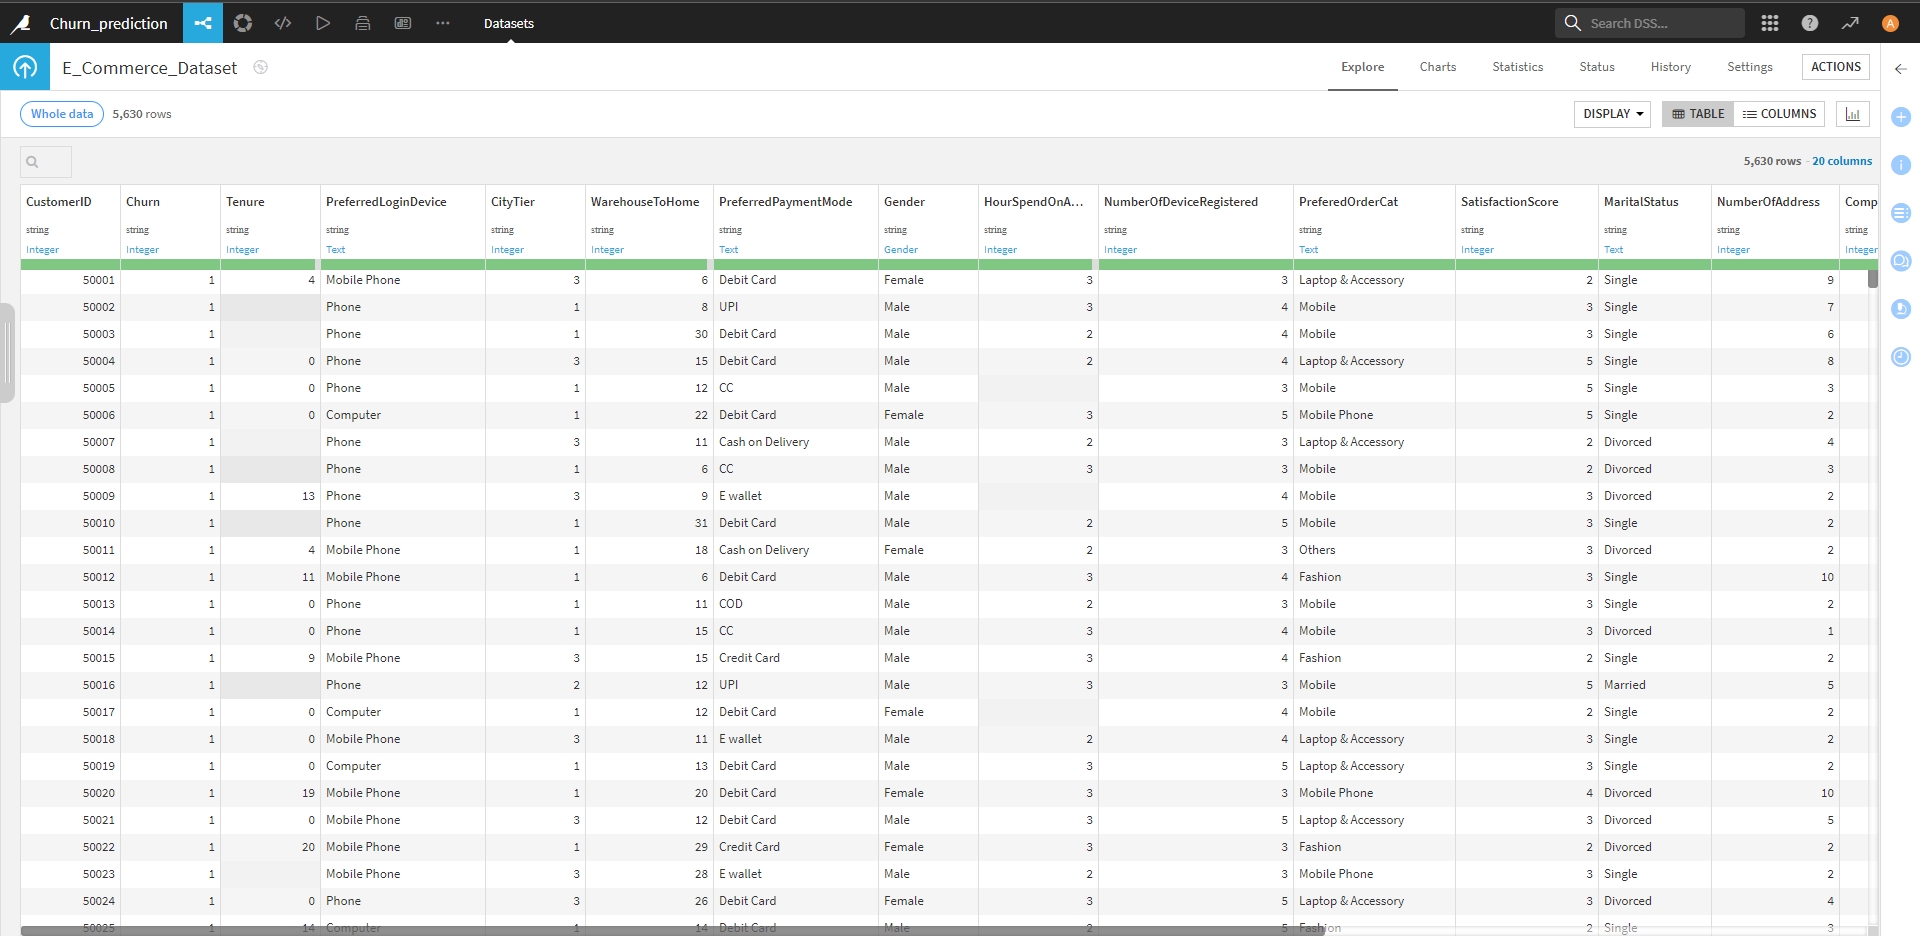 Churn_prediction Datasets Search DSS... A
E_Commerce_Dataset Explore Charts Statistics Status History Settings ACTIONS
Whole data 5,630 rows DISPLAY TABLE COLUMNS
5,630 rows - 20 columns
CustomerID Churn Tenure PreferredLoginDevice CityTier WarehouseToHome PreferredPaymentMode Gender HourSpendOnA... NumberOfDeviceRegistered PreferedOrderCat SatisfactionScore MaritalStatus NumberOfAddress Comp
string string string string string string string string string string string string string string string
Integer Integer Integer Text Integer Integer Text Gender Integer Integer Text Integer Text Integer Integer
50001 1 4 Mobile Phone 3 6 Debit Card Female 3 3 Laptop & Accessory 2 Single 9
50002 1 Phone 1 8 UPI Male 3 4 Mobile 3 Single 7
50003 1 Phone 1 30 Debit Card Male 2 4 Mobile 3 Single 6
50004 1 0 Phone 3 15 Debit Card Male 2 4 Laptop & Accessory 5 Single 8
50005 1 0 Phone 1 12 CC Male 3 Mobile 5 Single 3
50006 1 0 Computer 1 22 Debit Card Female 3 5 Mobile Phone 5 Single 2
50007 1 Phone 3 11 Cash on Delivery Male 2 3 Laptop & Accessory 2 Divorced 4
50008 1 Phone 1 6 CC Male 3 3 Mobile 2 Divorced 3
50009 1 13 Phone 3 9 E wallet Male 4 Mobile 3 Divorced 2
50010 1 Phone 1 31 Debit Card Male 2 5 Mobile 3 Single 2
50011 1 4 Mobile Phone 1 18 Cash on Delivery Female 2 3 Others 3 Divorced 2
50012 1 11 Mobile Phone 1 6 Debit Card Male 3 4 Fashion 3 Single 10
50013 1 0 Phone 1 11 COD Male 2 3 Mobile 3 Single 2
50014 1 0 Phone 1 15 CC Male 3 4 Mobile 3 Divorced 1
50015 1 9 Mobile Phone 3 15 Credit Card Male 3 4 Fashion 2 Single 2
50016 1 Phone 2 12 UPI Male 3 3 Mobile 5 Married 5
50017 1 0 Computer 1 12 Debit Card Female 4 Mobile 2 Single 2
50018 1 0 Mobile Phone 3 11 E wallet Male 2 4 Laptop & Accessory 3 Single 2
50019 1 0 Computer 1 13 Debit Card Male 3 5 Laptop & Accessory 3 Single 2
50020 1 19 Mobile Phone 1 20 Debit Card Female 3 3 Mobile Phone 4 Divorced 10
50021 1 0 Mobile Phone 3 12 Debit Card Male 3 5 Laptop & Accessory 3 Divorced 5
50022 1 20 Mobile Phone 1 29 Credit Card Female 3 3 Fashion 2 Divorced 2
50023 1 Mobile Phone 3 28 E wallet Male 2 3 Mobile Phone 3 Single 2
50024 1 0 Phone 3 26 Debit Card Female 3 5 Laptop & Accessory 3 Divorced 4
50025 1 14 Computer 1 14 Debit Card Male 2 5 Fashion 2 Single 3